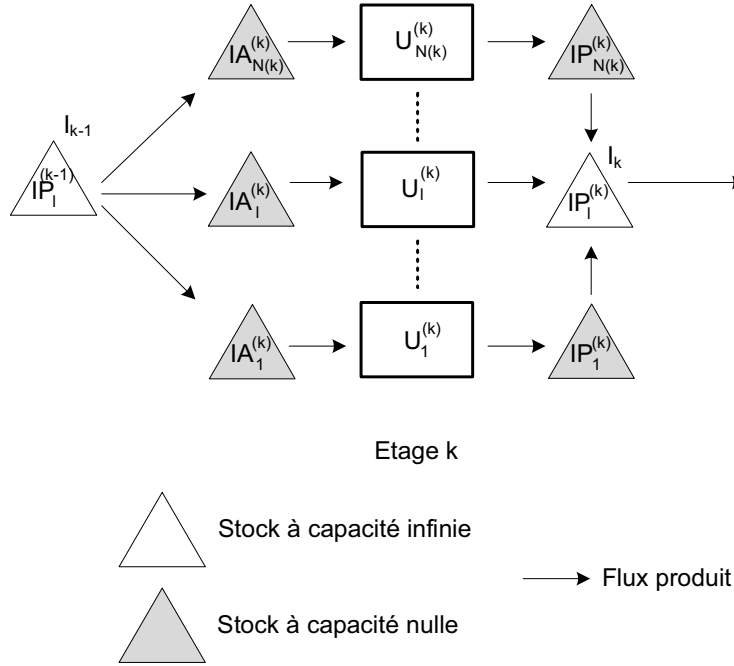 IA_{N(k)}^{(k)} U_{N(k)}^{(k)} IP_{N(k)}^{(k)}
I_{k-1} I_k
IP_l^{(k-1)} IA_l^{(k)} U_l^{(k)} IP_l^{(k)}
IA_1^{(k)} U_1^{(k)} IP_1^{(k)}
Etage k
Stock à capacité infinie
Flux produit
Stock à capacité nulle